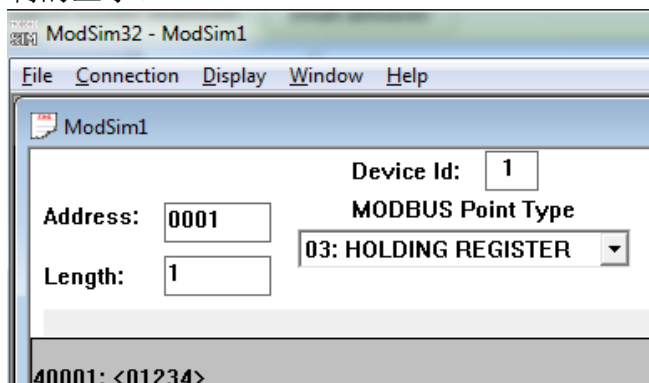 ModSim32 - ModSim1
File Connection Display Window Help
ModSim1
Device Id: 1
Address: 0001
MODBUS Point Type
03: HOLDING REGISTER
Length: 1
40001: <01234>